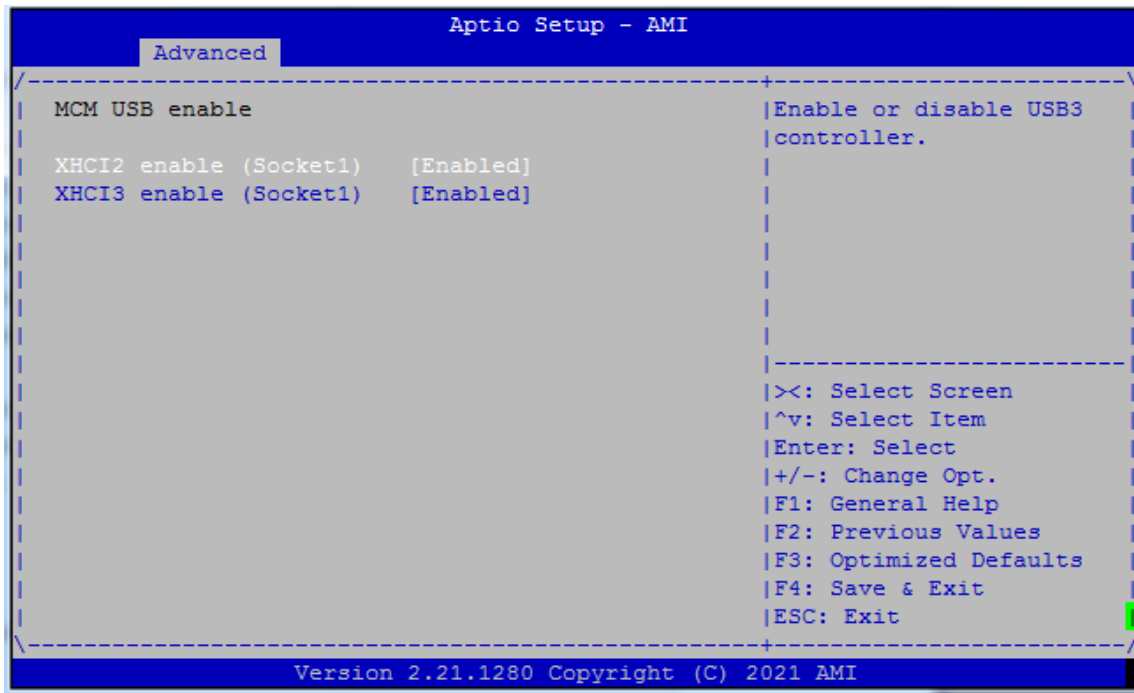 Aptio Setup - AMI
Advanced
MCM USB enable
XHCI2 enable (Socket1) [Enabled]
XHCI3 enable (Socket1) [Enabled]
Enable or disable USB3
controller.
><: Select Screen
^v: Select Item
Enter: Select
+/-: Change Opt.
F1: General Help
F2: Previous Values
F3: Optimized Defaults
F4: Save & Exit
ESC: Exit
Version 2.21.1280 Copyright (C) 2021 AMI